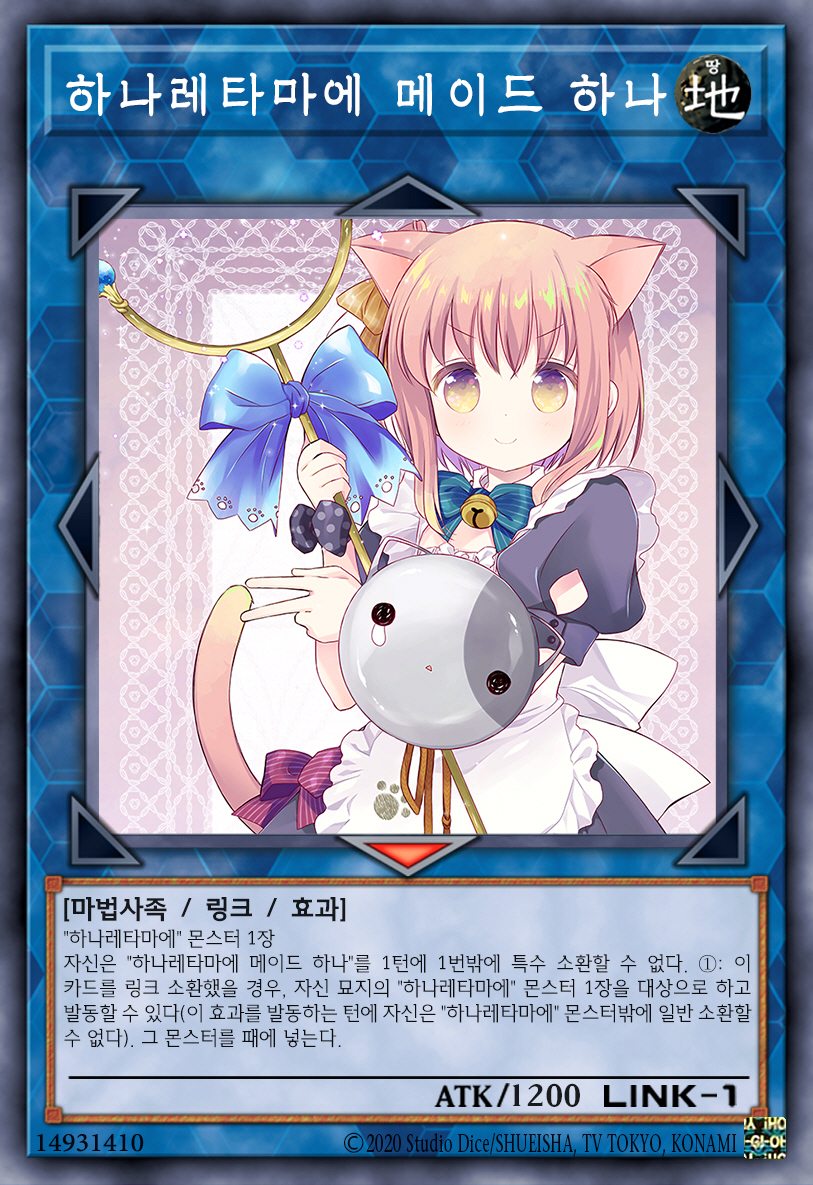 하나레타마에 메이드 하나
땅
地
[마법사족 / 링크 / 효과]
"하나레타마에" 몬스터 1장
자신은 "하나레타마에 메이드 하나"를 1턴에 1번밖에 특수 소환할 수 없다. ①: 이
카드를 링크 소환했을 경우, 자신 묘지의 "하나레타마에" 몬스터 1장을 대상으로 하고
발동할 수 있다(이 효과를 발동하는 턴에 자신은 "하나레타마에" 몬스터밖에 일반 소환할
수 없다). 그 몬스터를 패에 넣는다.
ATK/1200 LINK-1
14931410 ©2020 Studio Dice/SHUEISHA, TV TOKYO, KONAMI